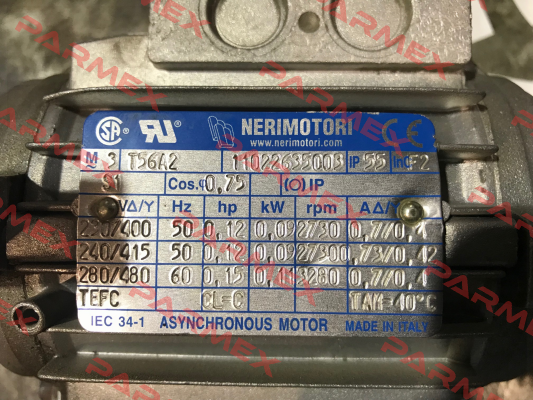 PARMEX
NERIMOTORI
www.nerimotori.com
M 3 T56A2 IP 55
S1 Cos.φ 0,75 (○) IP
VΔ/Y Hz hp kW rpm AΔ/
230/400 50 0,12 0,09 2730 0,7/0,4
240/415 50 0,12 0,09 2730 0,73/0,42
280/480 60 0,15 0,11 3280 0,7/0,4
TEFC CL=C TAM=40°C
IEC 34-1 ASYNCHRONOUS MOTOR MADE IN ITALY